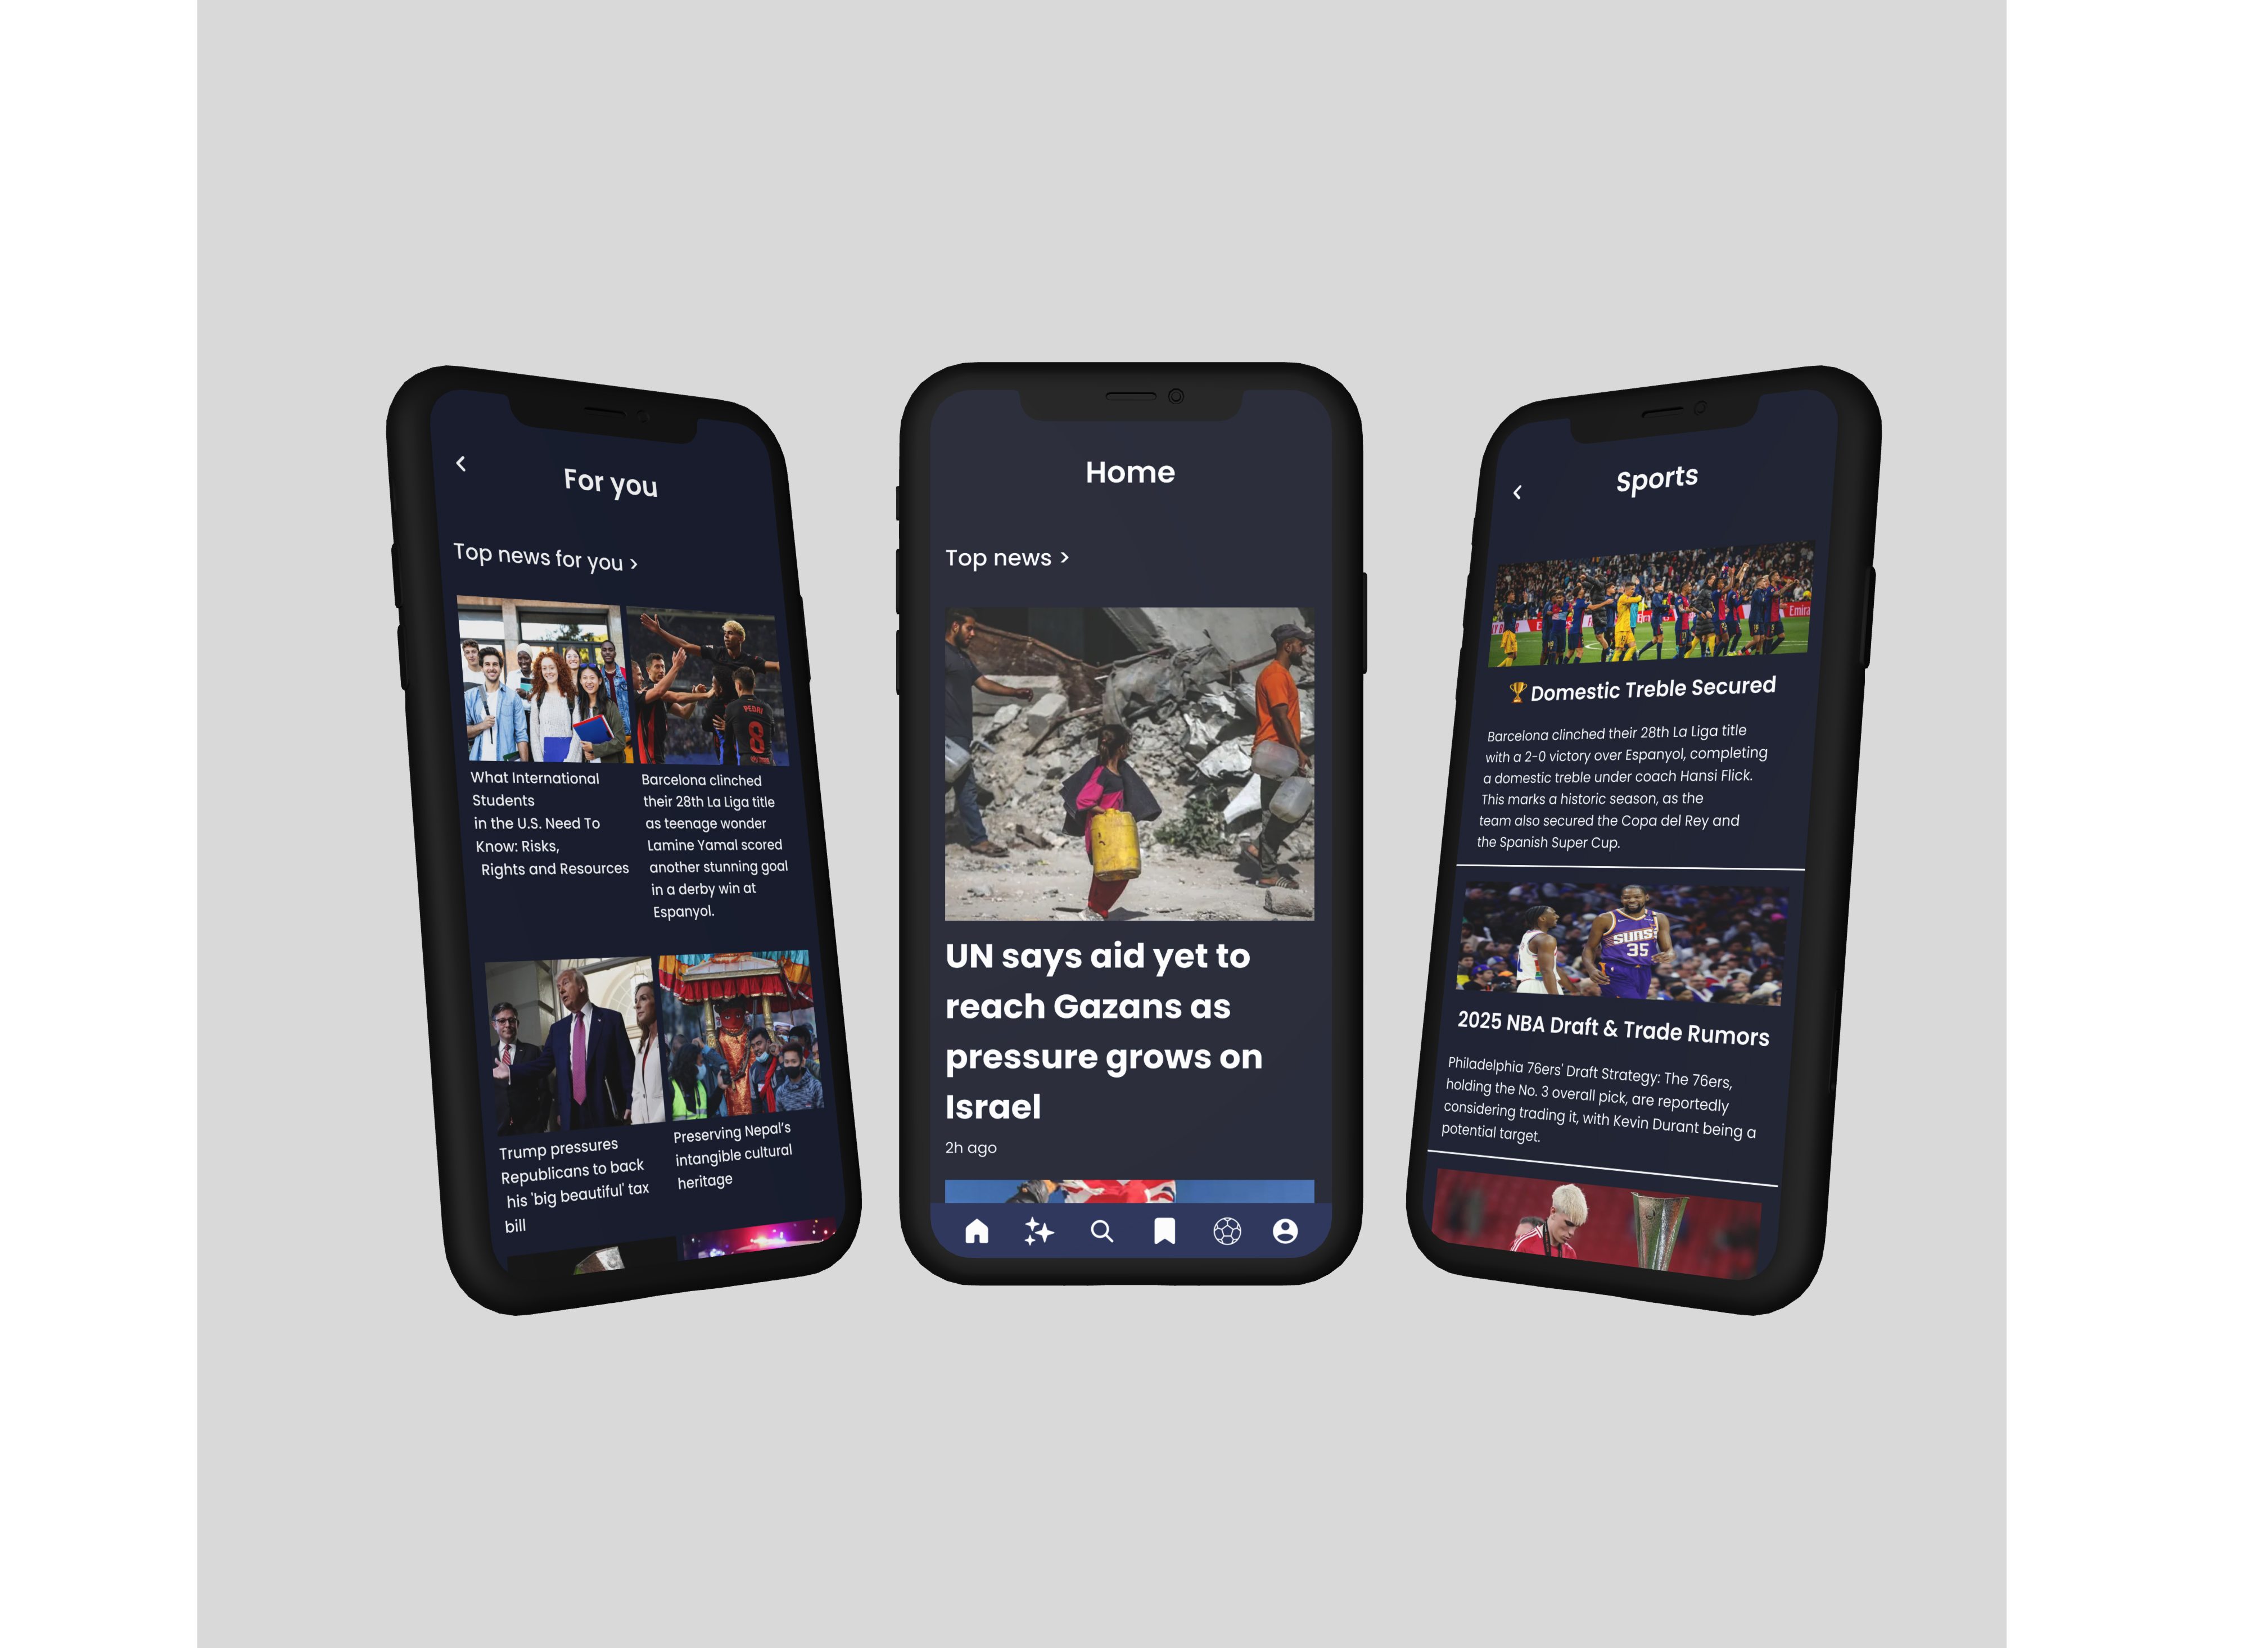 For you
Top news for you >
PEDRI
8
What International
Students
in the U.S. Need To
Know: Risks,
Rights and Resources
Barcelona clinched
their 28th La Liga title
as teenage wonder
Lamine Yamal scored
another stunning goal
in a derby win at
Espanyol.
Trump pressures
Republicans to back
his 'big beautiful' tax
bill
Preserving Nepal's
intangible cultural
heritage
Home
Top news >
UN says aid yet to
reach Gazans as
pressure grows on
Israel
2h ago
Sports
Emira
🏆Domestic Treble Secured
Barcelona clinched their 28th La Liga title
with a 2-0 victory over Espanyol, completing
a domestic treble under coach Hansi Flick.
This marks a historic season, as the
team also secured the Copa del Rey and
the Spanish Super Cup.
SUNS
35
2025 NBA Draft & Trade Rumors
Philadelphia 76ers' Draft Strategy: The 76ers,
holding the No. 3 overall pick, are reportedly
considering trading it, with Kevin Durant being a
potential target.